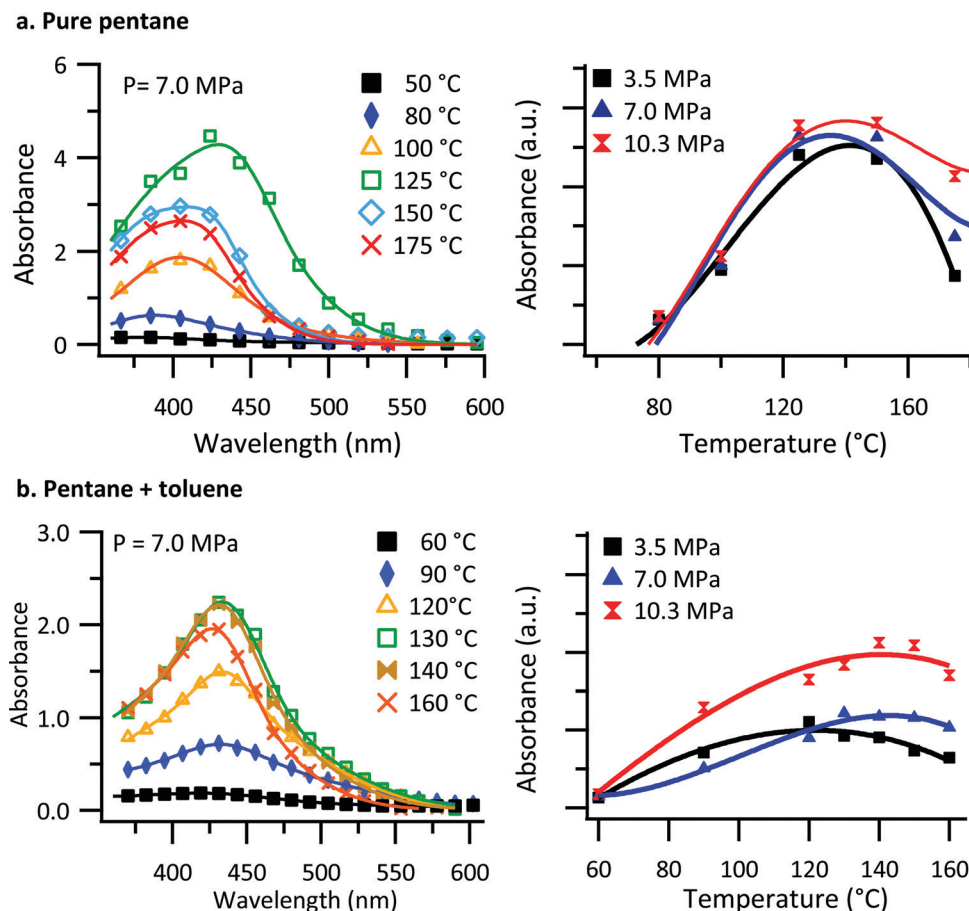 a. Pure pentane
6
4
2
0
Absorbance
P= 7.0 MPa
50 °C
80 °C
100 °C
125 °C
150 °C
175 °C
400
450
500
550
600
Wavelength (nm)
Absorbance (a.u.)
3.5 MPa
7.0 MPa
10.3 MPa
80
120
160
Temperature (°C)
b. Pentane + toluene
3.0
2.0
1.0
0.0
Absorbance
P = 7.0 MPa
60 °C
90 °C
120°C
130 °C
140 °C
160 °C
400
450
500
550
600
Wavelength (nm)
Absorbance (a.u.)
3.5 MPa
7.0 MPa
10.3 MPa
60
80
100
120
140
160
Temperature (°C)